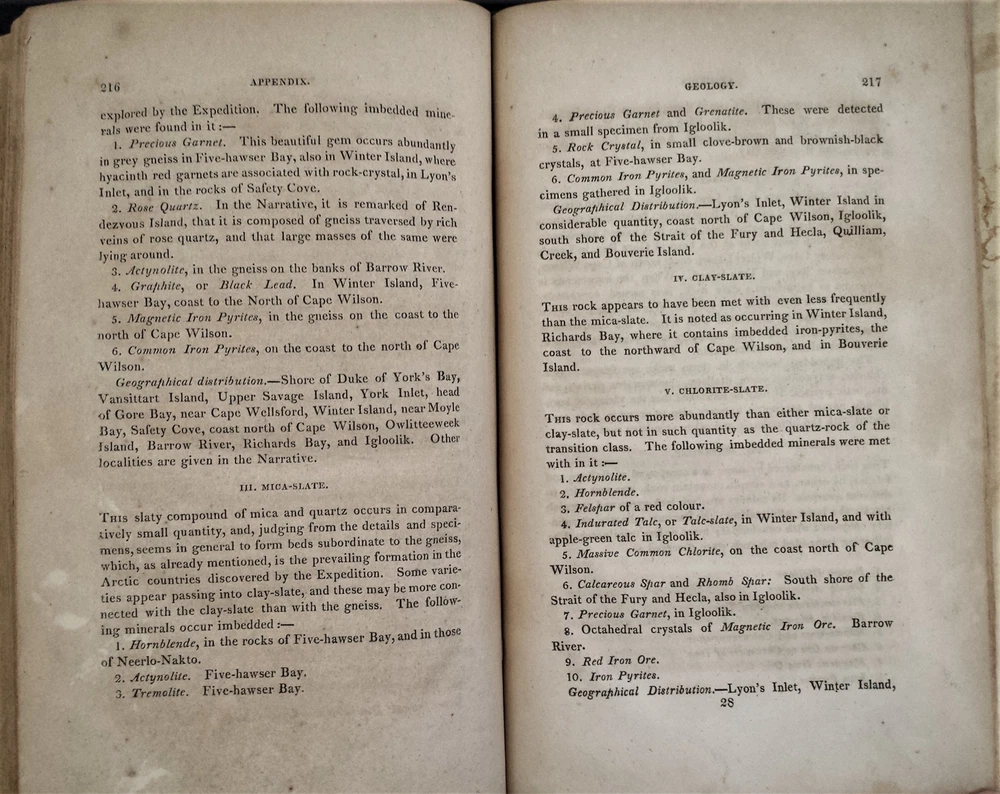 216
APPENDIX.
explored by the Expedition. The following imbedded mine-
rals were found in it :—
1. Precious Garnet. This beautiful gem occurs abundantly
in grey gneiss in Five-hawser Bay, also in Winter Island, where
hyacinth red garnets are associated with rock-crystal, in Lyon's
Inlet, and in the rocks of Safety Cove.
2. Rose Quartz. In the Narrative, it is remarked of Ren-
dezvous Island, that it is composed of gneiss traversed by rich
veins of rose quartz, and that large masses of the same were
lying around.
3. Actynolite, in the gneiss on the banks of Barrow River.
4. Graphite, or Black Lead. In Winter Island, Five-
hawser Bay, coast to the North of Cape Wilson.
5. Magnetic Iron Pyrites, in the gneiss on the coast to the
north of Cape Wilson.
6. Common Iron Pyrites, on the coast to the north of Cape
Wilson.
Geographical distribution.—Shore of Duke of York's Bay,
Vansittart Island, Upper Savage Island, York Inlet, head
of Gore Bay, near Cape Wellsford, Winter Island, near Moyle
Bay, Safety Cove, coast north of Cape Wilson, Owlitteeweek
Island, Barrow River, Richards Bay, and Igloolik. Other
localities are given in the Narrative.
III. MICA-SLATE.
THIS slaty compound of mica and quartz occurs in compara-
tively small quantity, and, judging from the details and speci-
mens, seems in general to form beds subordinate to the gneiss,
which, as already mentioned, is the prevailing formation in the
Arctic countries discovered by the Expedition. Some varie-
ties appear passing into clay-slate, and these may be more con-
nected with the clay-slate than with the gneiss. The follow-
ing minerals occur imbedded :—
1. Hornblende, in the rocks of Five-hawser Bay, and in those
of Neerlo-Nakto.
2. Actynolite. Five-hawser Bay.
3. Tremolite. Five-hawser Bay.
GEOLOGY.
217
4. Precious Garnet and Grenatite. These were detected
in a small specimen from Igloolik.
5. Rock Crystal, in small clove-brown and brownish-black
crystals, at Five-hawser Bay.
6. Common Iron Pyrites, and Magnetic Iron Pyrites, in spe-
cimens gathered in Igloolik.
Geographical Distribution.—Lyon's Inlet, Winter Island in
considerable quantity, coast north of Cape Wilson, Igloolik,
south shore of the Strait of the Fury and Hecla, Quilliam,
Creek, and Bouverie Island.
IV. CLAY-SLATE.
THIS rock appears to have been met with even less frequently
than the mica-slate. It is noted as occurring in Winter Island,
Richards Bay, where it contains imbedded iron-pyrites, the
coast to the northward of Cape Wilson, and in Bouverie
Island.
V. CHLORITE-SLATE.
THIS rock occurs more abundantly than either mica-slate or
clay-slate, but not in such quantity as the quartz-rock of the
transition class. The following imbedded minerals were met
with in it :—
1. Actynolite.
2. Hornblende.
3. Felspar of a red colour.
4. Indurated Talc, or Talc-slate, in Winter Island, and with
apple-green talc in Igloolik.
5. Massive Common Chlorite, on the coast north of Cape
Wilson.
6. Calcareous Spar and Rhomb Spar: South shore of the
Strait of the Fury and Hecla, also in Igloolik.
7. Precious Garnet, in Igloolik.
8. Octahedral crystals of Magnetic Iron Ore. Barrow
River.
9. Red Iron Ore.
10. Iron Pyrites.
Geographical Distribution.—Lyon's Inlet, Winter Island,
28